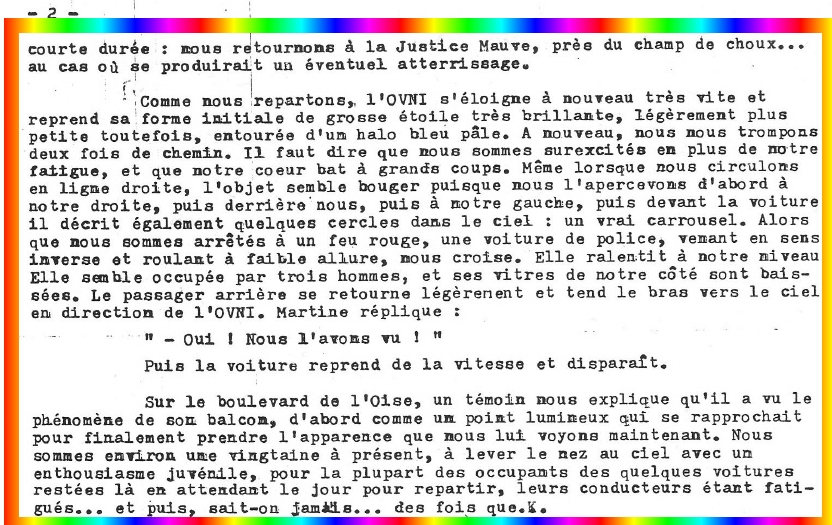 - 2 -
courte durée : nous retournons à la Justice Mauve, près du champ de choux...
au cas où se produirait un éventuel atterrissage.
Comme nous repartons, l'OVNI s'éloigne à nouveau très vite et
reprend sa forme initiale de grosse étoile très brillante, légèrement plus
petite toutefois, entourée d'un halo bleu pâle. A nouveau, nous nous trompons
deux fois de chemin. Il faut dire que nous sommes surexcités en plus de notre
faitgue, et que notre coeur bat à grands coups. Même lorsque nous circulons
en ligne droite, l'objet semble bouger puisque nous l'apercevons d'abord à
notre droite, puis derrière nous, puis à notre gauche, puis devant la voiture
il décrit également quelques cercles dans le ciel : un vrai carrousel. Alors
que nous sommes arrêtés à un feu rouge, une voiture de police, venant en sens
inverse et roulant à faible allure, nous croise. Elle ralentit à notre niveau
Elle semble occupée par trois hommes, et ses vitres de notre côté sont bais-
sées. Le passager arrière se retourne légèrement et tend le bras vers le ciel
en direction de l'OVNI. Martine réplique :
" - Oui ! Nous l'avons vu ! "
Puis la voiture reprend de la vitesse et disparaît.
Sur le boulevard de l'Oise, un témoin nous explique qu'il a vu le
phénomène de son balcon, d'abord comme un point lumineux qui se rapprochait
pour finalement prendre l'apparence que nous lui voyons maintenant. Nous
sommes environ une vingtaine à présent, à lever le nez au ciel avec un
enthousiasme juvénile, pour la plupart des occupants des quelques voitures
restées là en attendant le jour pour repartir, leurs conducteurs étant fati-
gués... et puis, sait-on jamais... des fois que...